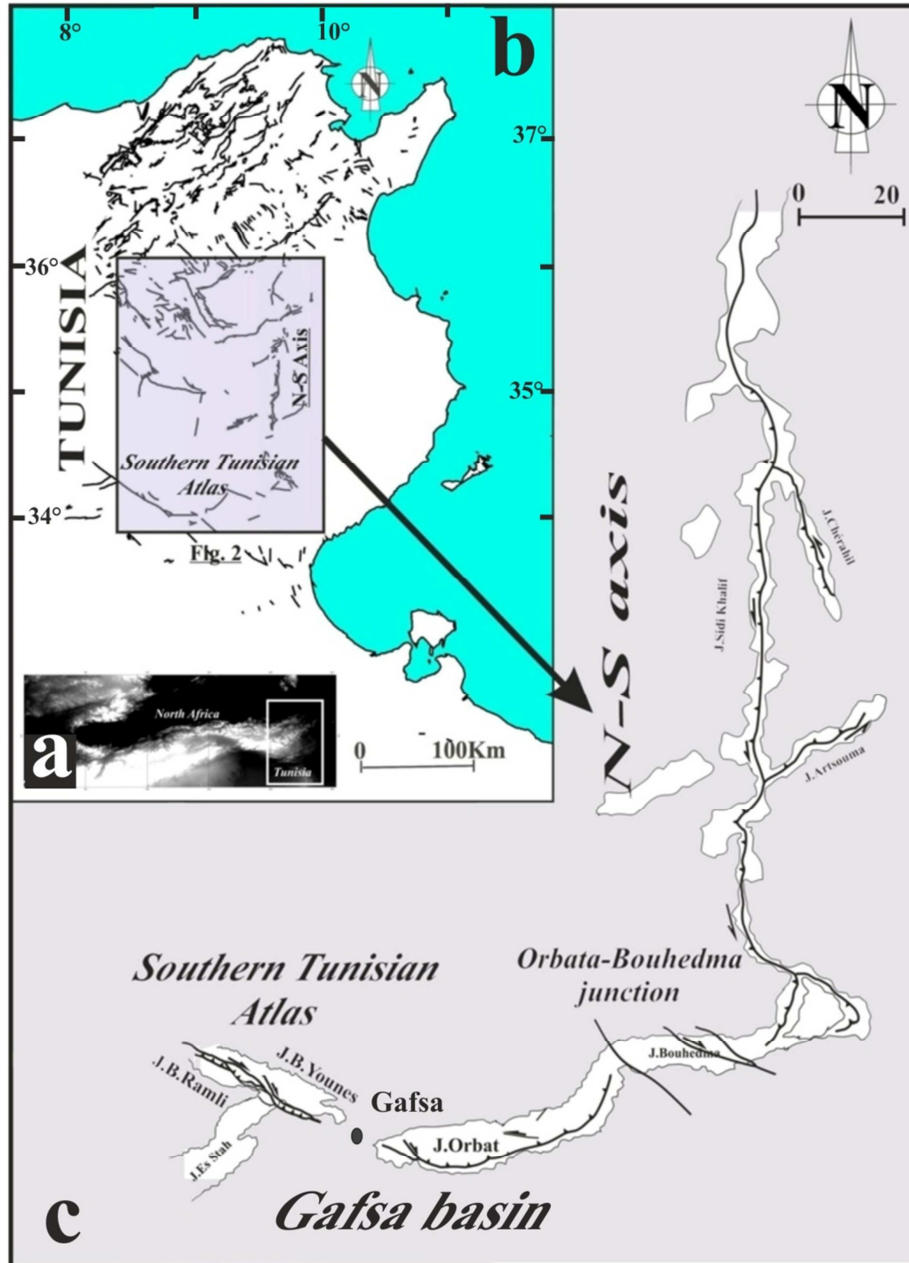 8°
10°
b
N
N
0 20
37°
36°
35°
34°
TUNISIA
N-S Axis
Southern Tunisian
Atlas
Fig. 2
North Africa
Tunisia
a
0 100Km
N-S axis
J.Chérahil
J.Sidi Khalif
J.Artsouma
Southern Tunisian
Atlas
Orbata-Bouhedma
junction
J.Bouhedma
J.B.Younes
J.B.Ramli
Gafsa
J.Orbat
J.Es Stah
c
Gafsa basin